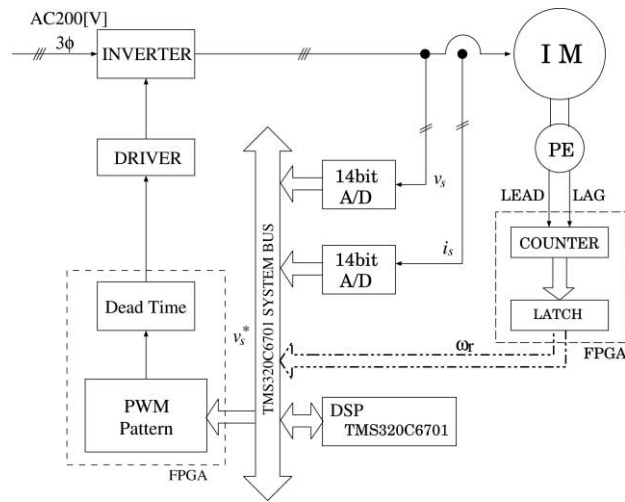 AC200[V]
3ϕ
INVERTER
I M
DRIVER
PE
14bit
A/D
v_s
LEAD
LAG
COUNTER
14bit
A/D
i_s
TMS320C6701 SYSTEM BUS
Dead Time
v_s*
LATCH
ω_r
FPGA
PWM
Pattern
DSP
TMS320C6701
FPGA